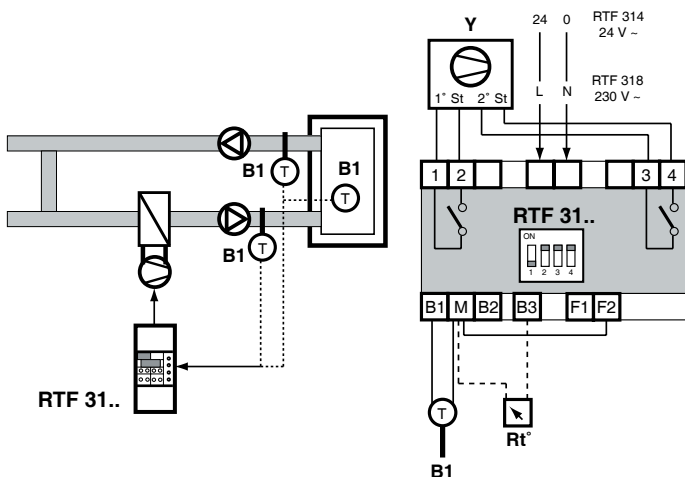 B1
B1
T
T
B1
T
RTF 31..
Y
1° St 2° St
24 0
L N
RTF 314
24 V ~
RTF 318
230 V ~
1 2 3 4
RTF 31..
ON
1 2 3 4
B1 M B2 B3 F1 F2
T
B1
Rt°